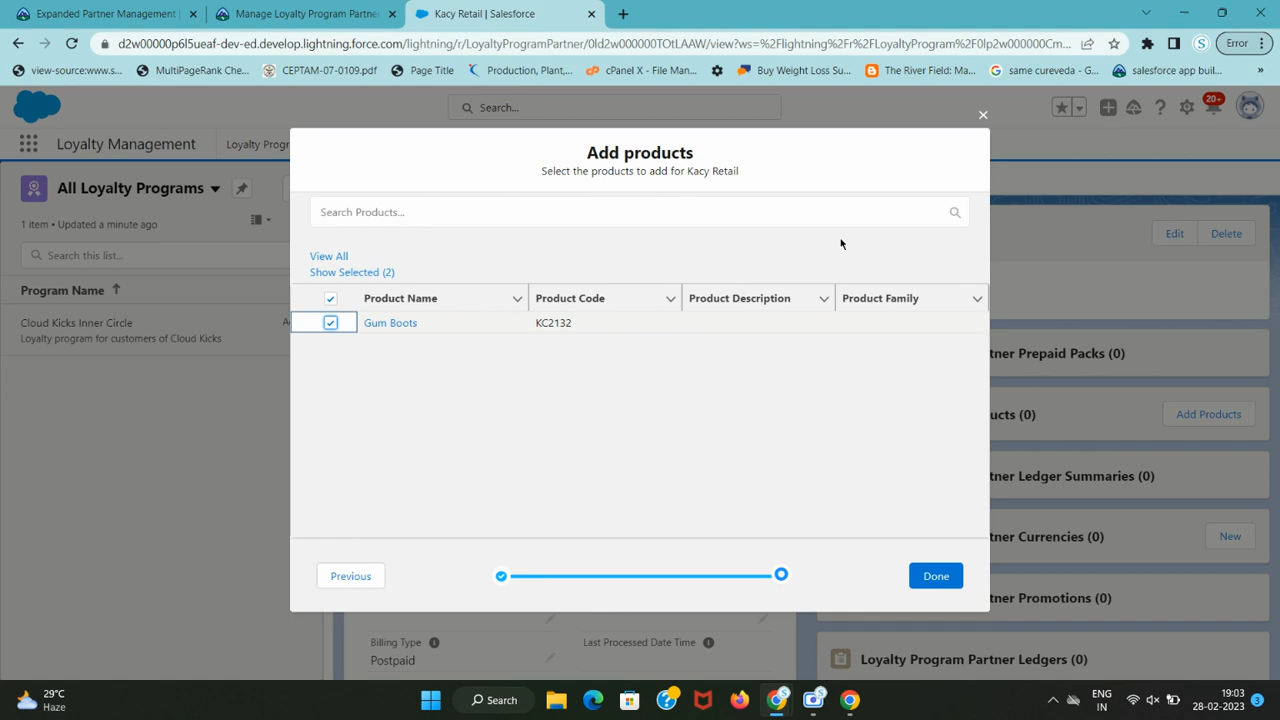 Expanded Partner Management |
Manage Loyalty Program Partner
Kacy Retail | Salesforce
d2w00000p6l5ueaf-dev-ed.develop.lightning.force.com/lightning/r/LoyaltyProgramPartner/0ld2w000000TOtLAAW/view?ws=%2Flightning%2Fr%2FLoyaltyProgram%2F0lp2w000000Cm...
Error
view-source:www.s...
MultiPageRank Che...
CEPTAM-07-0109.pdf
Page Title
Production, Plant,...
cPanel X - File Man...
Buy Weight Loss Su...
The River Field: Ma...
same cureveda - G...
salesforce app buil...
»
Search...
20+
Loyalty Management
Loyalty Progr
Add products
Select the products to add for Kacy Retail
All Loyalty Programs
1 item • Updated a minute ago
Search this list...
Program Name
Cloud Kicks Inner Circle
Loyalty program for customers of Cloud Kicks
Search Products...
View All
Show Selected (2)
Product Name
Product Code
Product Description
Product Family
Gum Boots
KC2132
Previous
Done
Edit
Delete
tner Prepaid Packs (0)
ucts (0)
Add Products
tner Ledger Summaries (0)
tner Currencies (0)
New
tner Promotions (0)
Loyalty Program Partner Ledgers (0)
Billing Type
Postpaid
Last Processed Date Time
29°C
Haze
Search
ENG
IN
19:03
28-02-2023
3